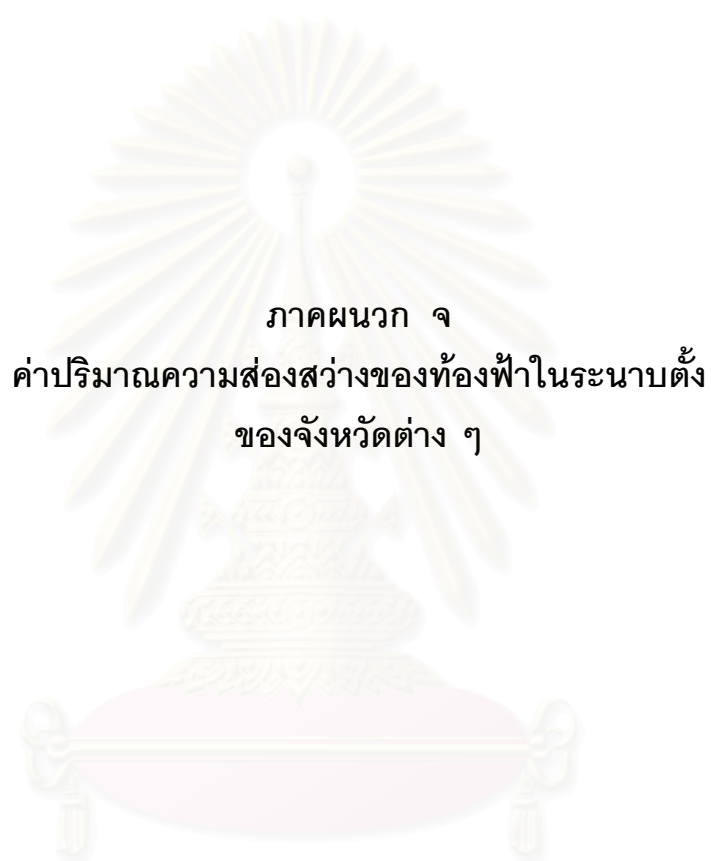 ภาคผนวก จ
ค่าปริมาณความส่องสว่างของท้องฟ้าในระนาบตั้ง
ของจังหวัดต่าง ๆ